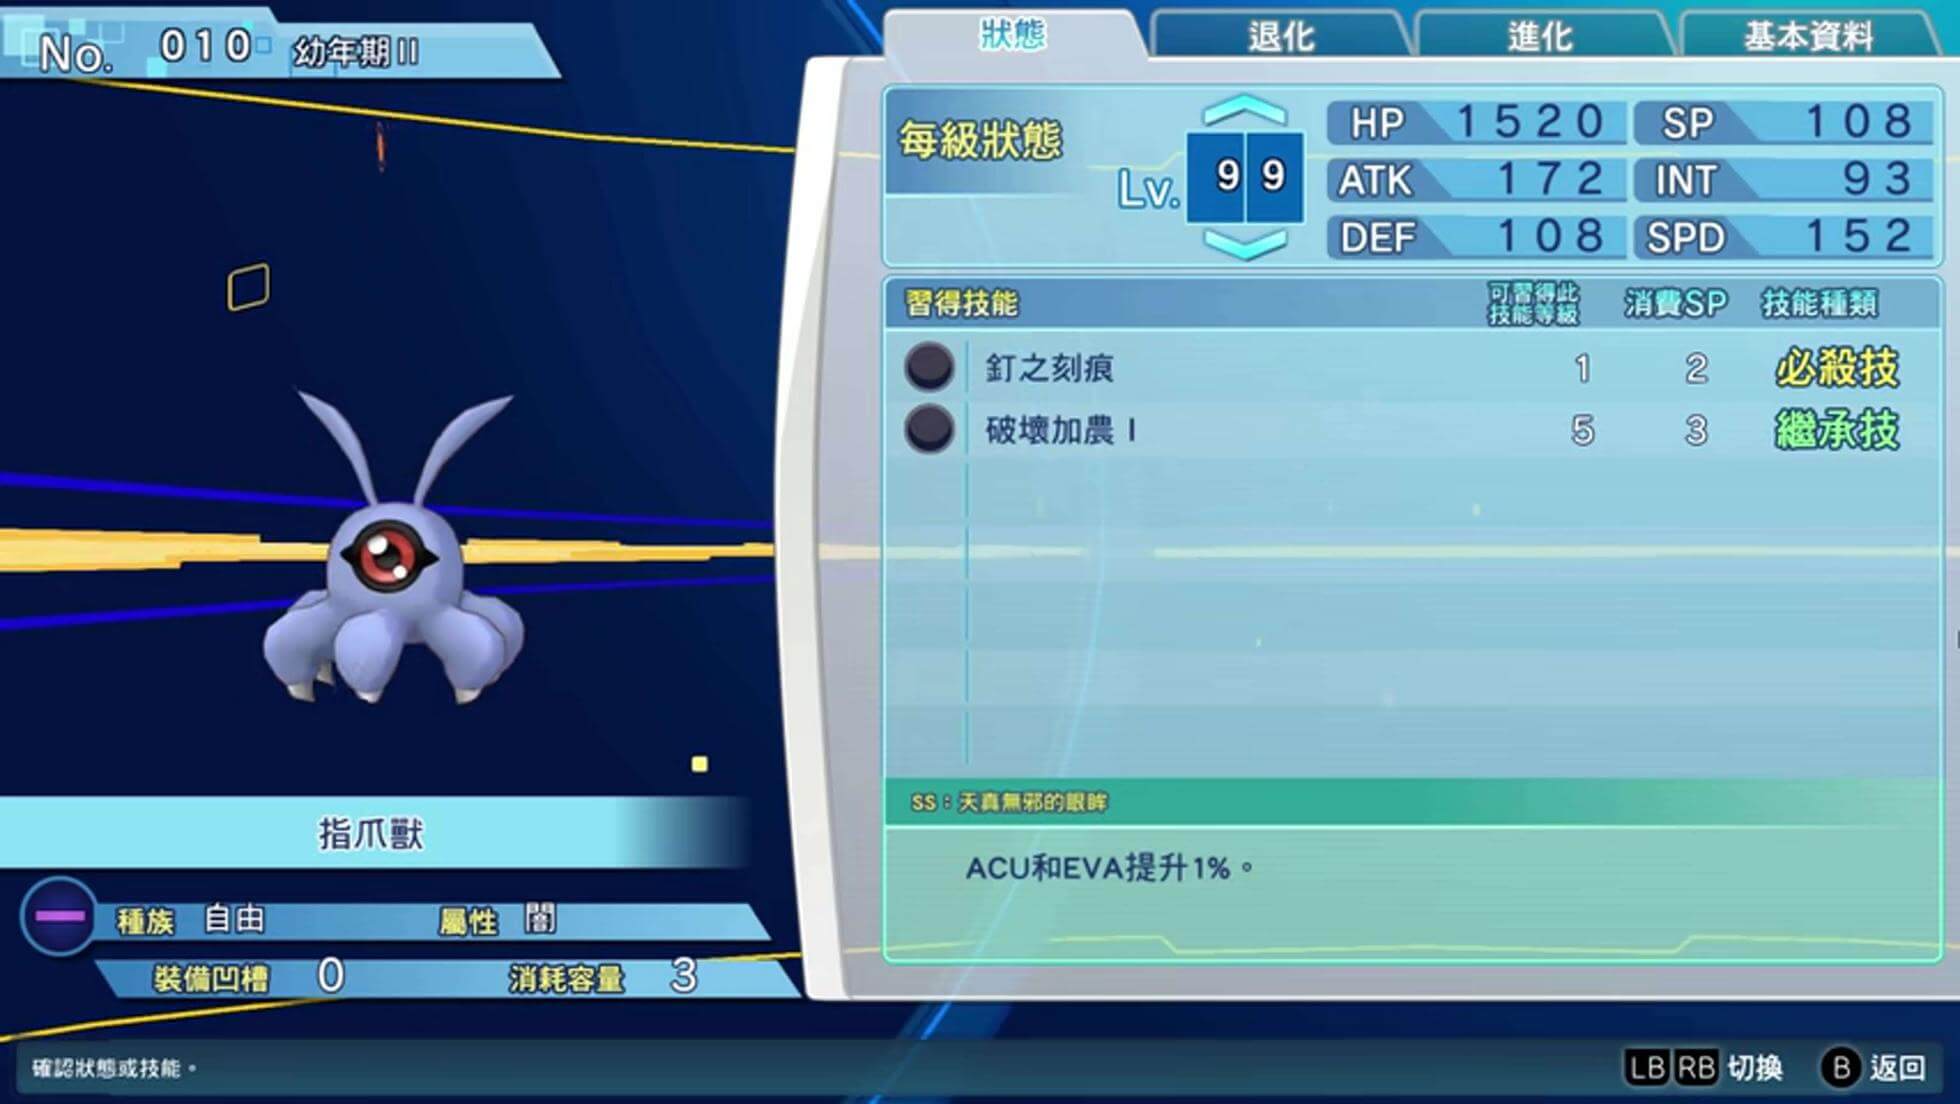 No. 010 幼年期II
狀態 退化 進化 基本資料
每級狀態
Lv. 99
HP 1520 SP 108
ATK 172 INT 93
DEF 108 SPD 152
習得技能 可習得此技能等級 消費SP 技能種類
釘之刻痕 1 2 必殺技
破壞加農 I 5 3 繼承技
SS：天真無邪的眼眸
ACU和EVA提升1%。
指爪獸
種族 自由 屬性 闇
裝備凹槽 0 消耗容量 3
確認狀態或技能。
LB RB 切換 B 返回